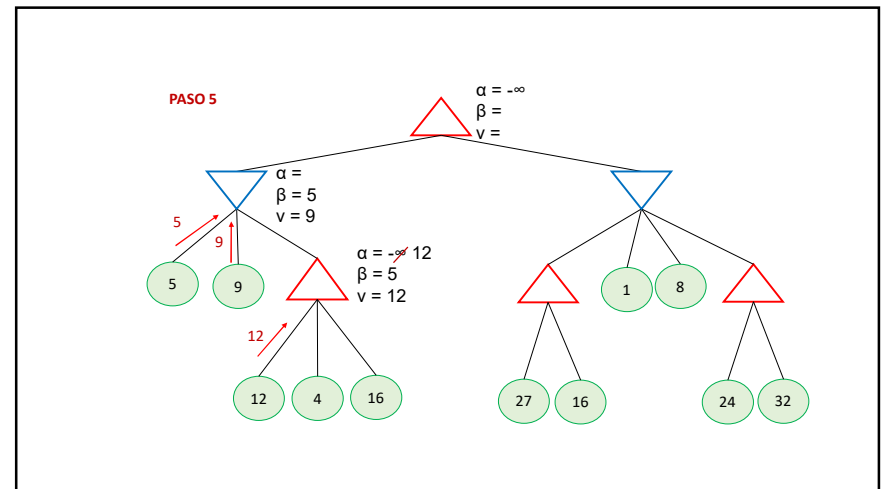 PASO 5
α = -∞
β =
v =
α =
β = 5
v = 9
5
9
α = -∞ 12
β = 5
v = 12
5
9
1
8
12
12
4
16
27
16
24
32